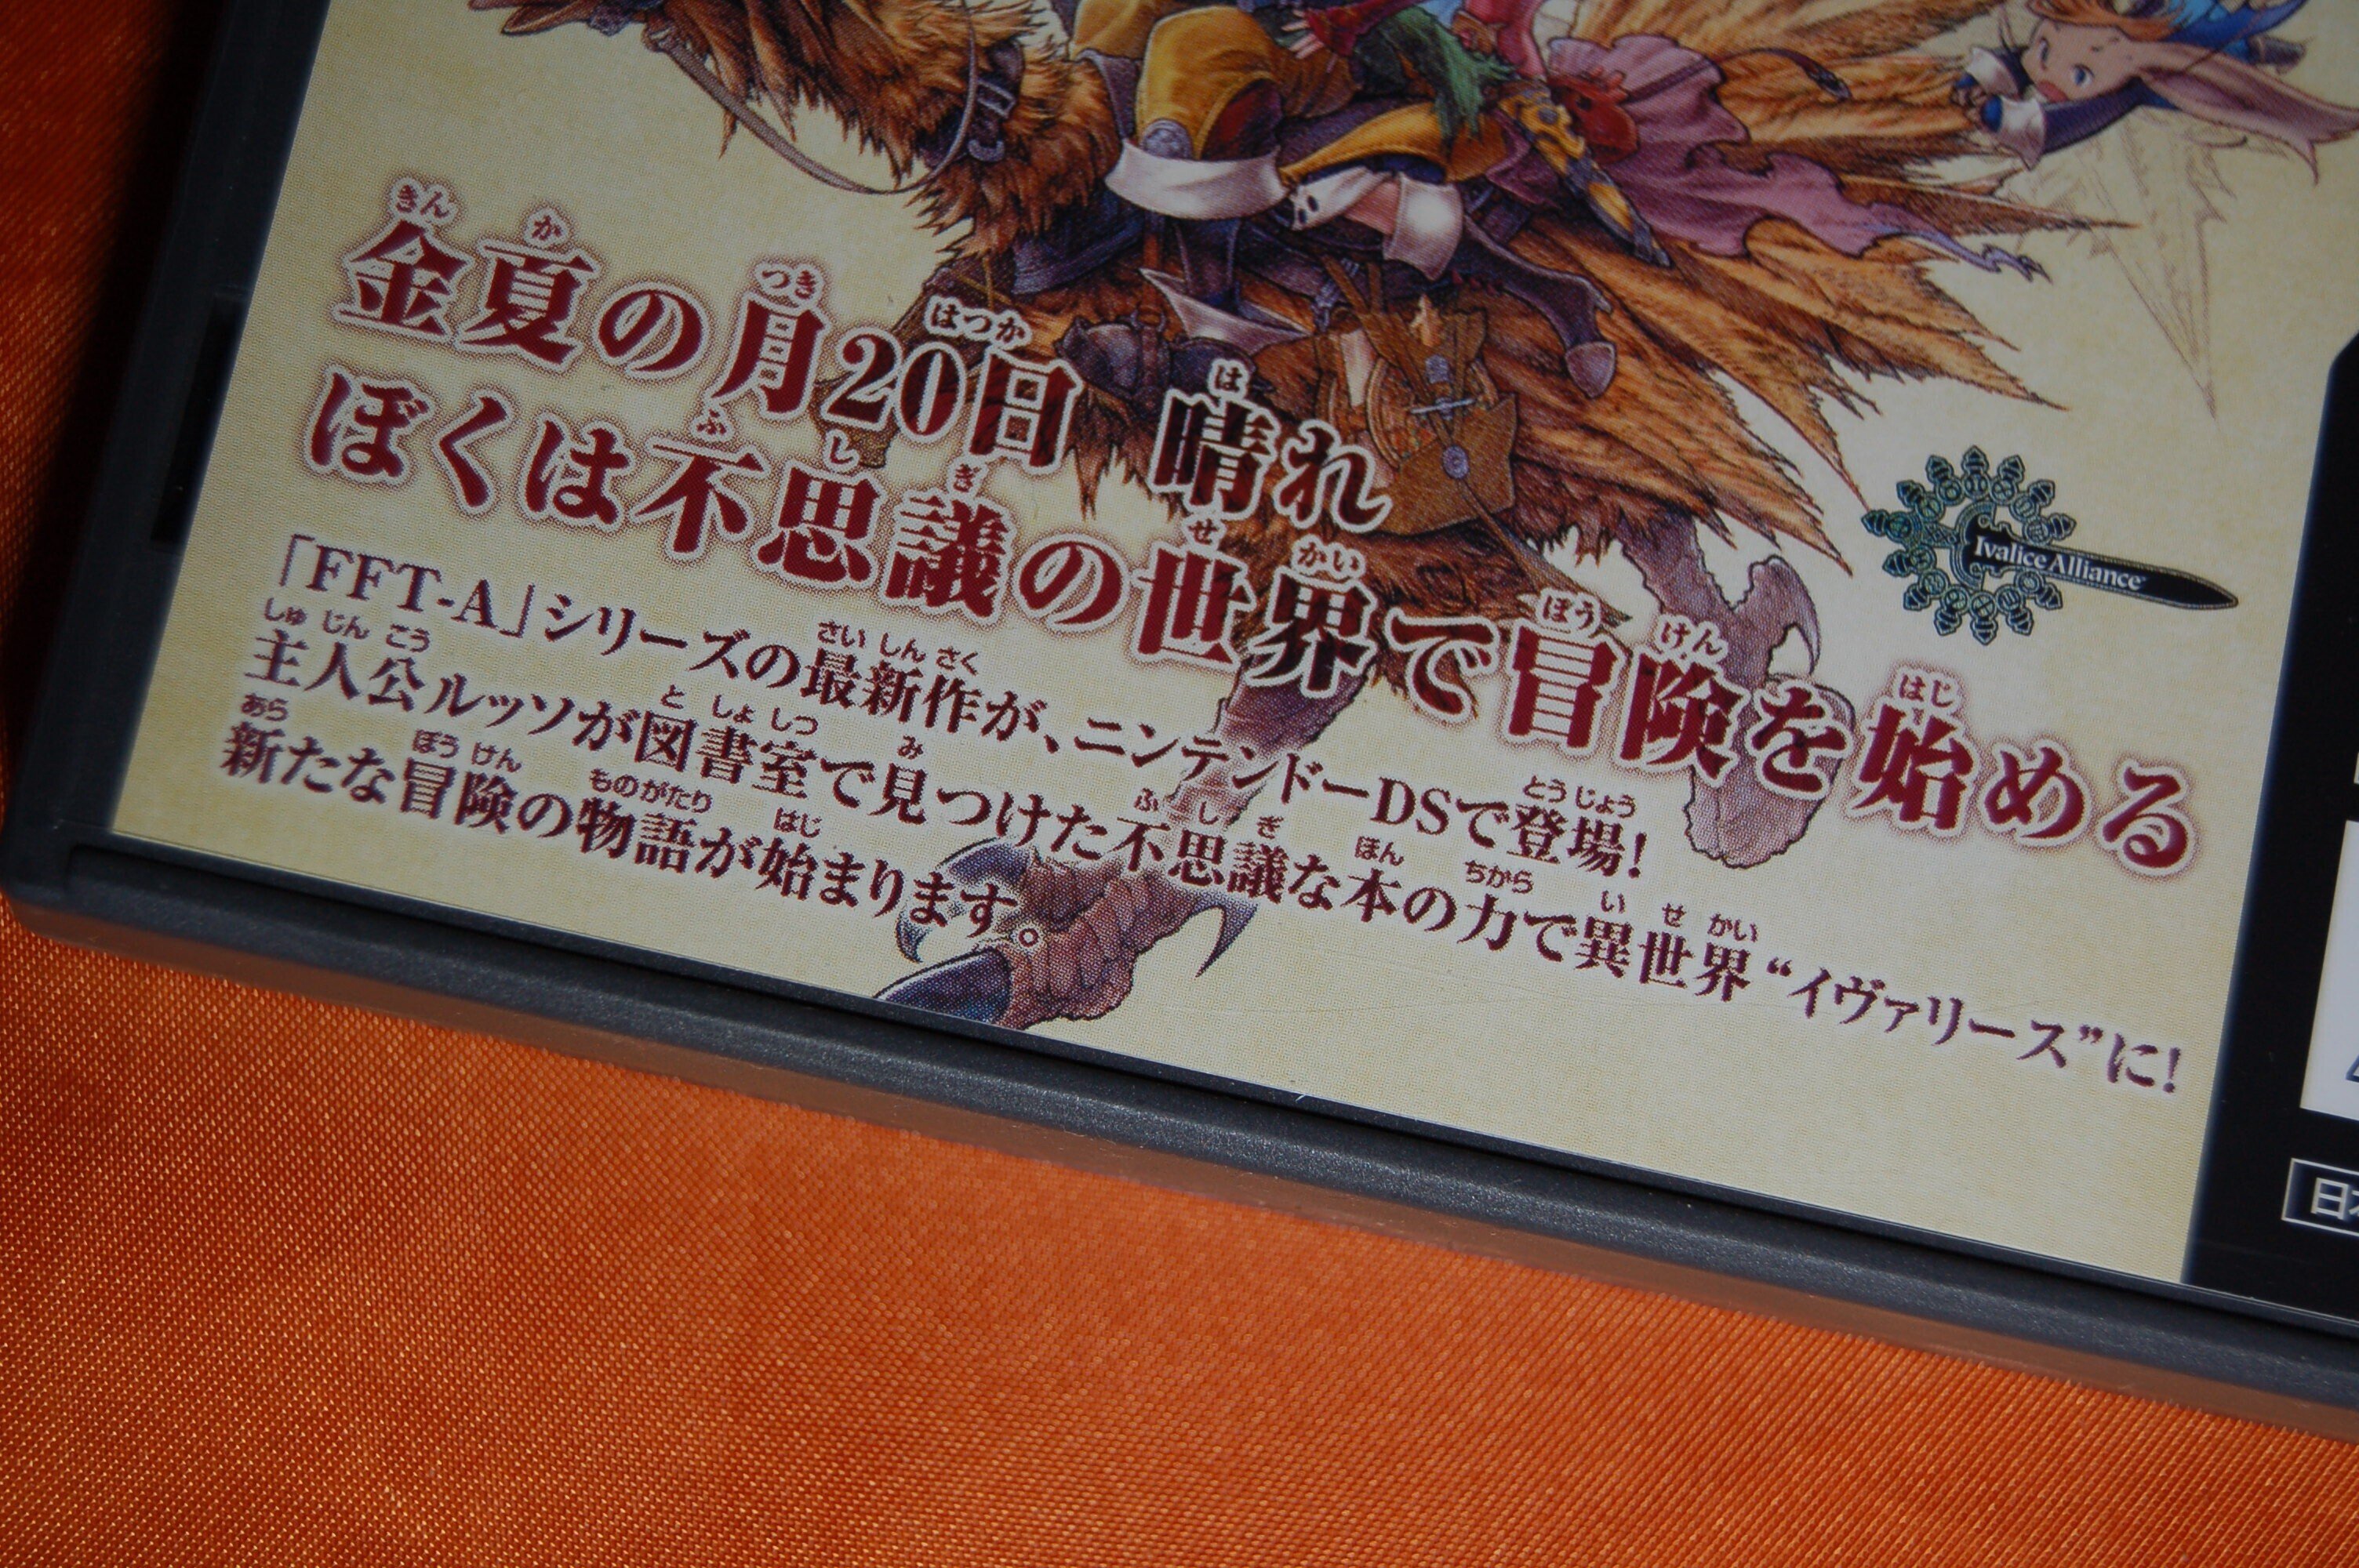 金夏の月20日 晴れ
ぼくは不思議の世界で冒険を始める
Ivalice Alliance
「FFT-A」シリーズの最新作が、ニンテンドーDSで登場!
主人公ルッソが図書室で見つけた不思議な本の力で異世界“イヴァリース”に!
新たな冒険の物語が始まります。
日